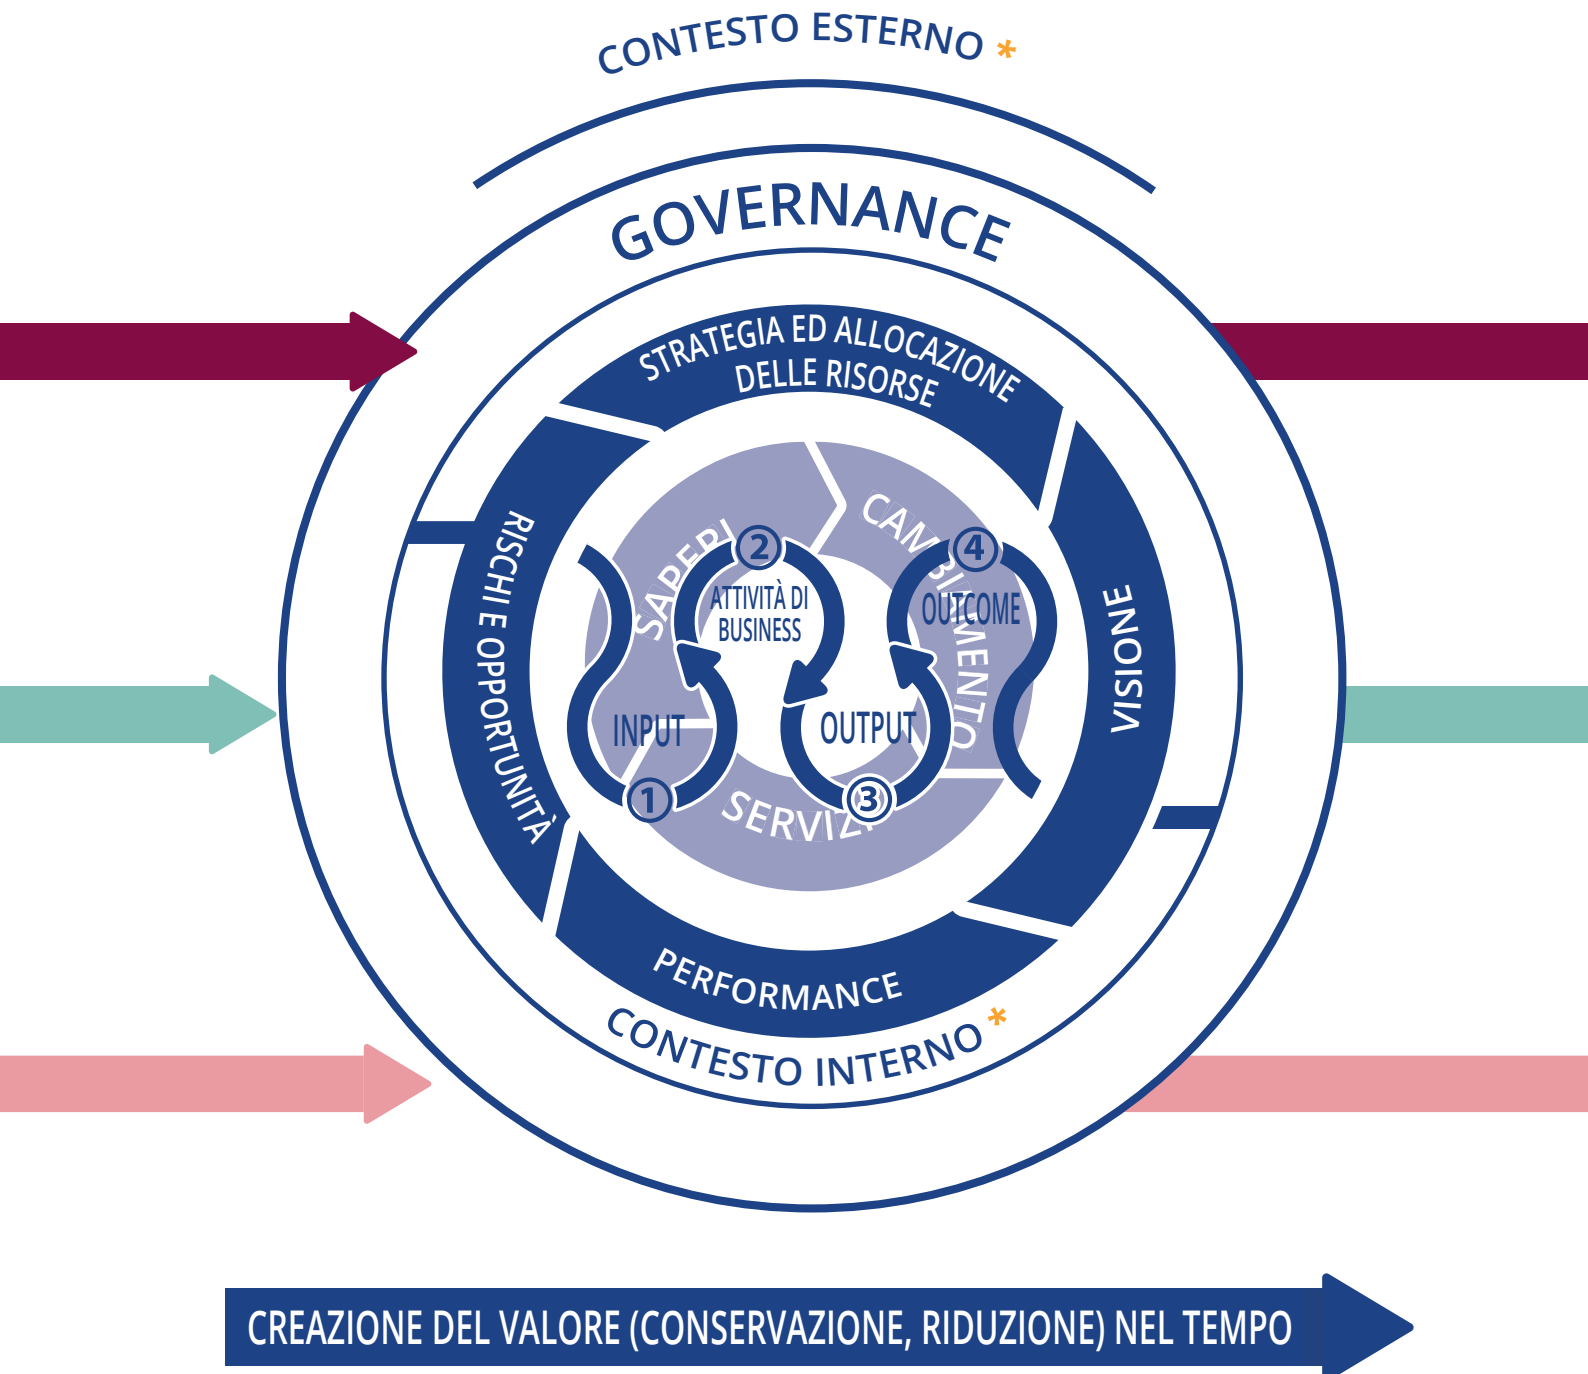 CONTESTO ESTERNO *
GOVERNANCE
STRATEGIA ED ALLOCAZIONE
DELLE RISORSE
RISCHI E OPPORTUNITÀ
VISIONE
SAPERI
CAMBIAMENTO
SERVIZI
2
4
ATTIVITÀ DI
BUSINESS
OUTCOME
INPUT
OUTPUT
1
3
PERFORMANCE
CONTESTO INTERNO *
CREAZIONE DEL VALORE (CONSERVAZIONE, RIDUZIONE) NEL TEMPO